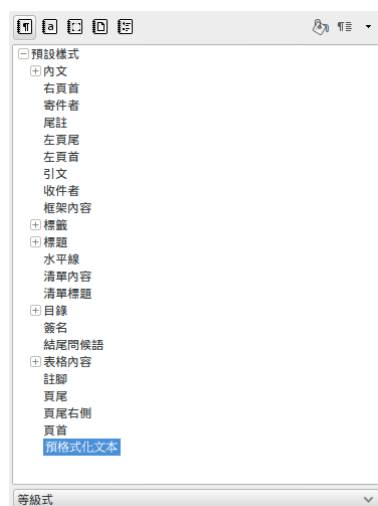 預設樣式
內文
右頁首
寄件者
尾註
左頁尾
左頁首
引文
收件者
框架內容
標籤
標題
水平線
清單內容
清單標題
目錄
簽名
結尾問候語
表格內容
註腳
頁尾
頁尾右側
頁首
預格式化文本
等級式